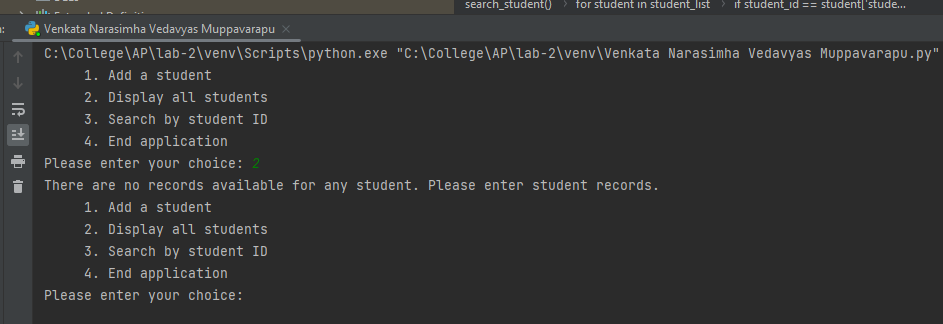 search_student() › for student in student_list › if student_id == student['stude...
Venkata Narasimha Vedavyas Muppavarapu ×
C:\College\AP\lab-2\venv\Scripts\python.exe "C:\College\AP\lab-2\venv\Venkata Narasimha Vedavyas Muppavarapu.py"
1. Add a student
2. Display all students
3. Search by student ID
4. End application
Please enter your choice: 2
There are no records available for any student. Please enter student records.
1. Add a student
2. Display all students
3. Search by student ID
4. End application
Please enter your choice: